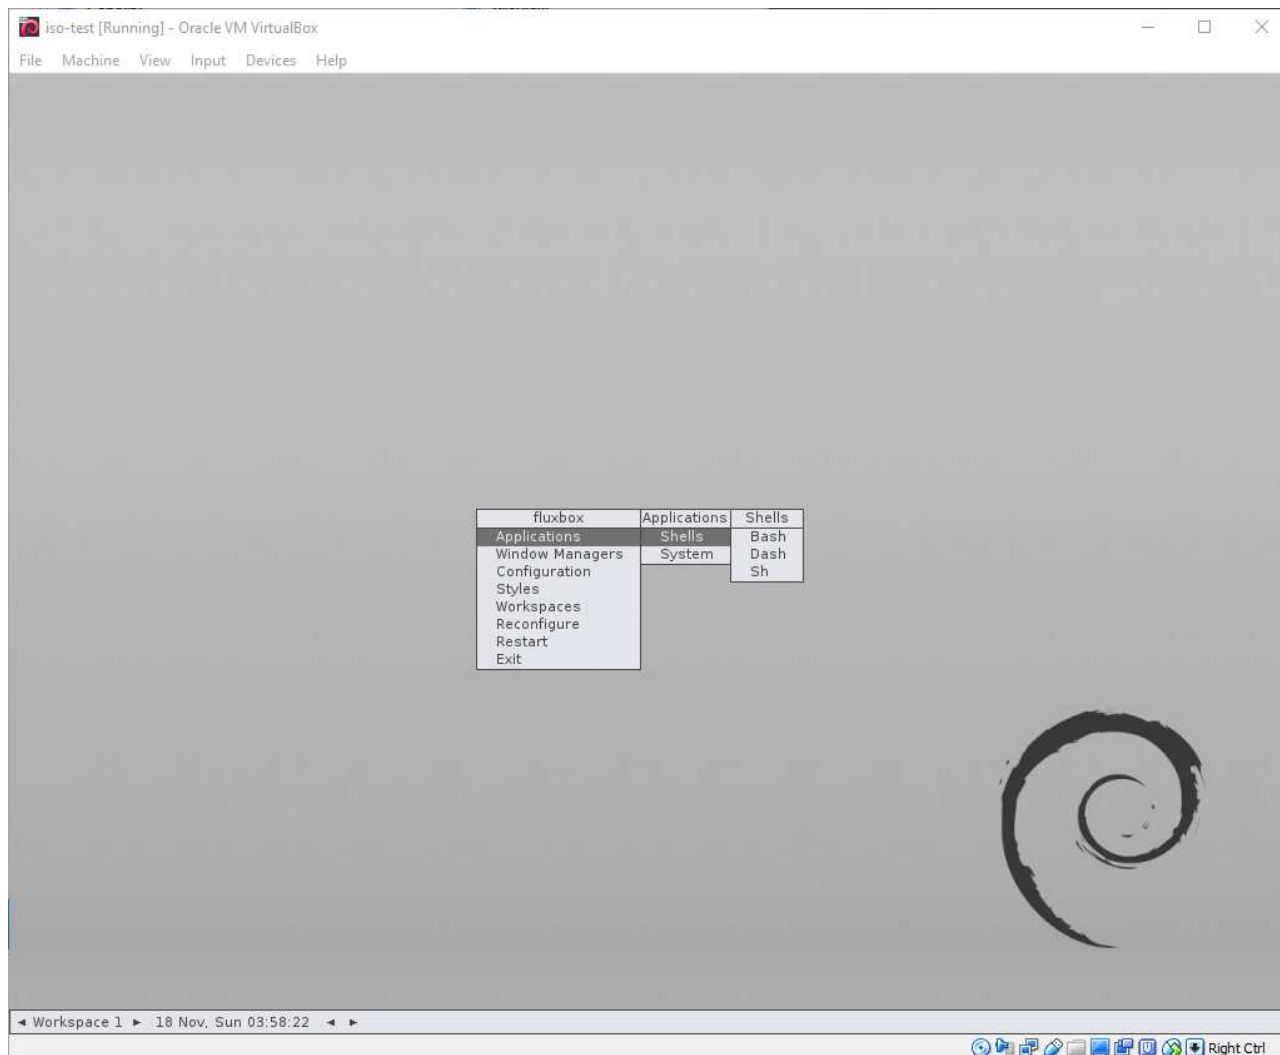 iso-test [Running] - Oracle VM VirtualBox
File Machine View Input Devices Help
fluxbox
Applications
Window Managers
Configuration
Styles
Workspaces
Reconfigure
Restart
Exit
Applications
Shells
System
Shells
Bash
Dash
Sh
Workspace 1 18 Nov, Sun 03:58:22
Right Ctrl